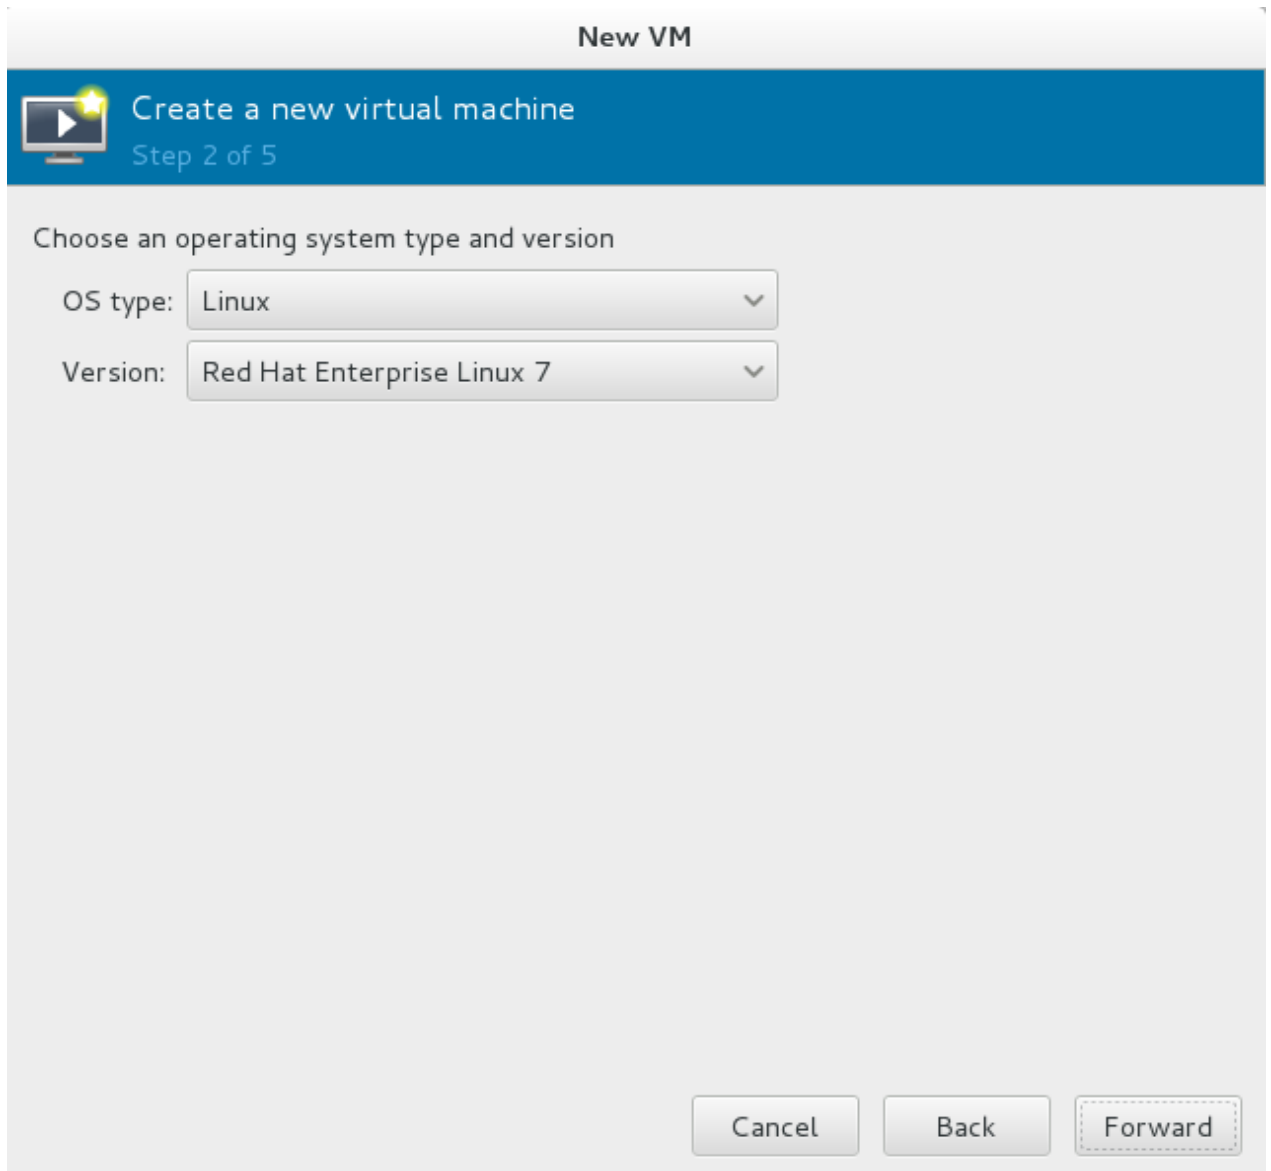 New VM
Create a new virtual machine
Step 2 of 5
Choose an operating system type and version
OS type: Linux
Version: Red Hat Enterprise Linux 7
Cancel Back Forward